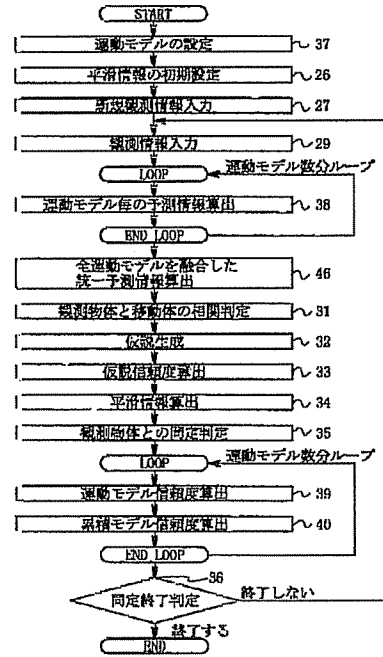 START
運動モデルの設定 37
平滑情報の初期設定 26
新規観測情報入力 27
観測情報入力 29
LOOP 運動モデル数分ループ
運動モデル毎の予測情報算出 38
END LOOP
全運動モデルを融合した
統一予測情報算出 46
観測物体と移動体の相関判定 31
仮説生成 32
仮説信頼度算出 33
平滑情報算出 34
観測物体との同定判定 35
LOOP 運動モデル数分ループ
運動モデル信頼度算出 39
累積モデル信頼度算出 40
END LOOP
36
同定終了判定 終了しない
終了する
END